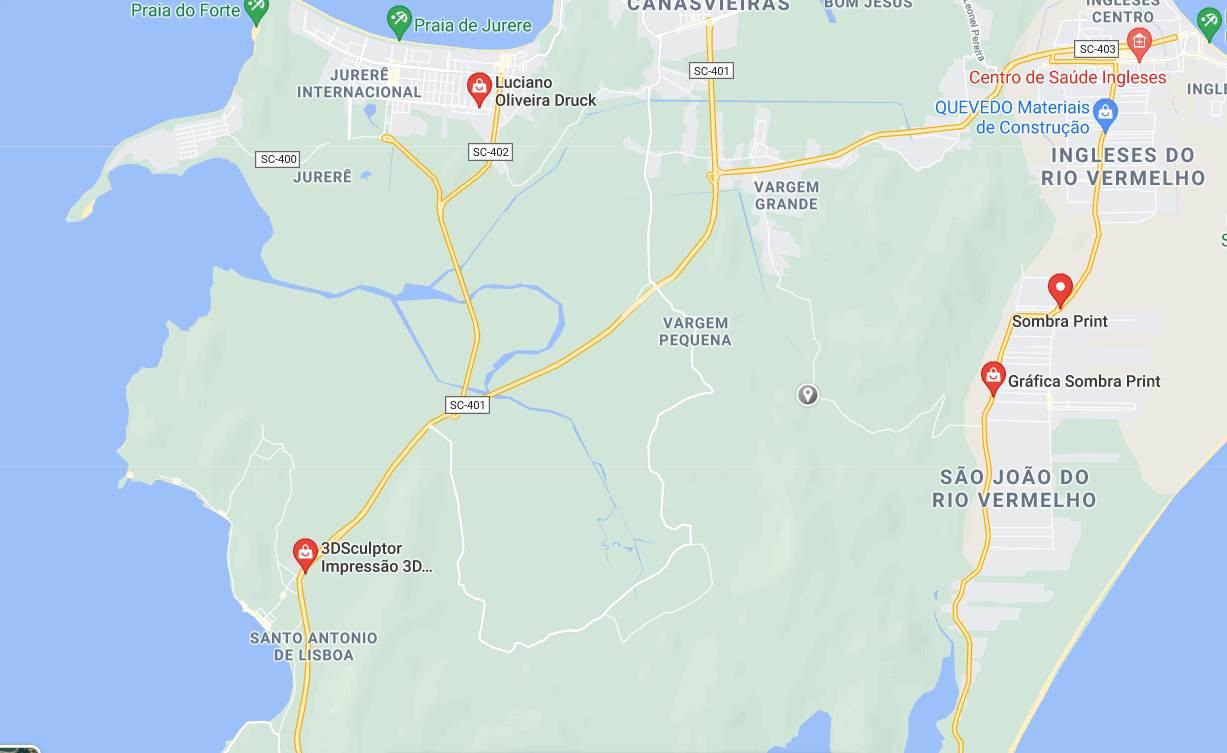 Praia do Forte
Praia de Jurere
CANASVIEIRAS
BOM JESUS
Leonel Pereira
INGLESES
CENTRO
SC-403
Centro de Saúde Ingleses
SC-401
JURERÊ
INTERNACIONAL
Luciano
Oliveira Druck
QUEVEDO Materiais
de Construção
INGLE
SC-400
SC-402
JURERÊ
INGLESES DO
RIO VERMELHO
VARGEM
GRANDE
S
VARGEM
PEQUENA
Sombra Print
Gráfica Sombra Print
SC-401
SÃO JOÃO DO
RIO VERMELHO
3DSculptor
Impressão 3D...
SANTO ANTONIO
DE LISBOA